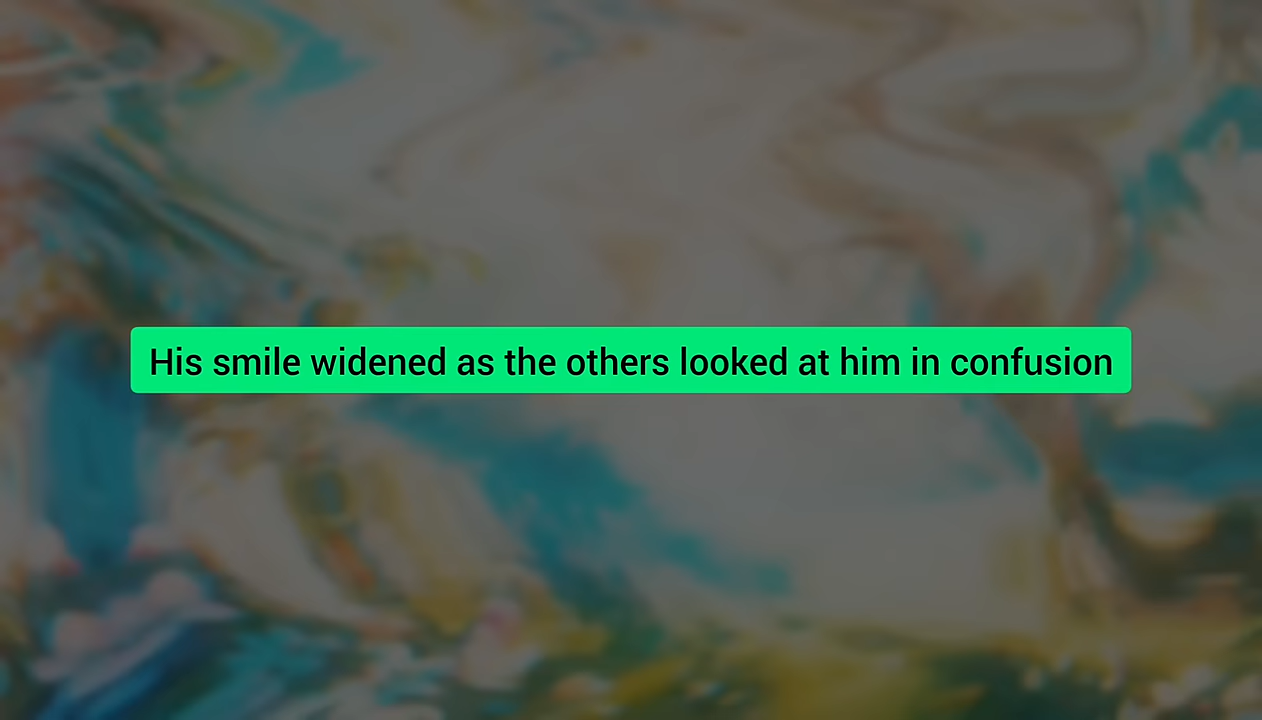 His smile widened as the others looked at him in confusion